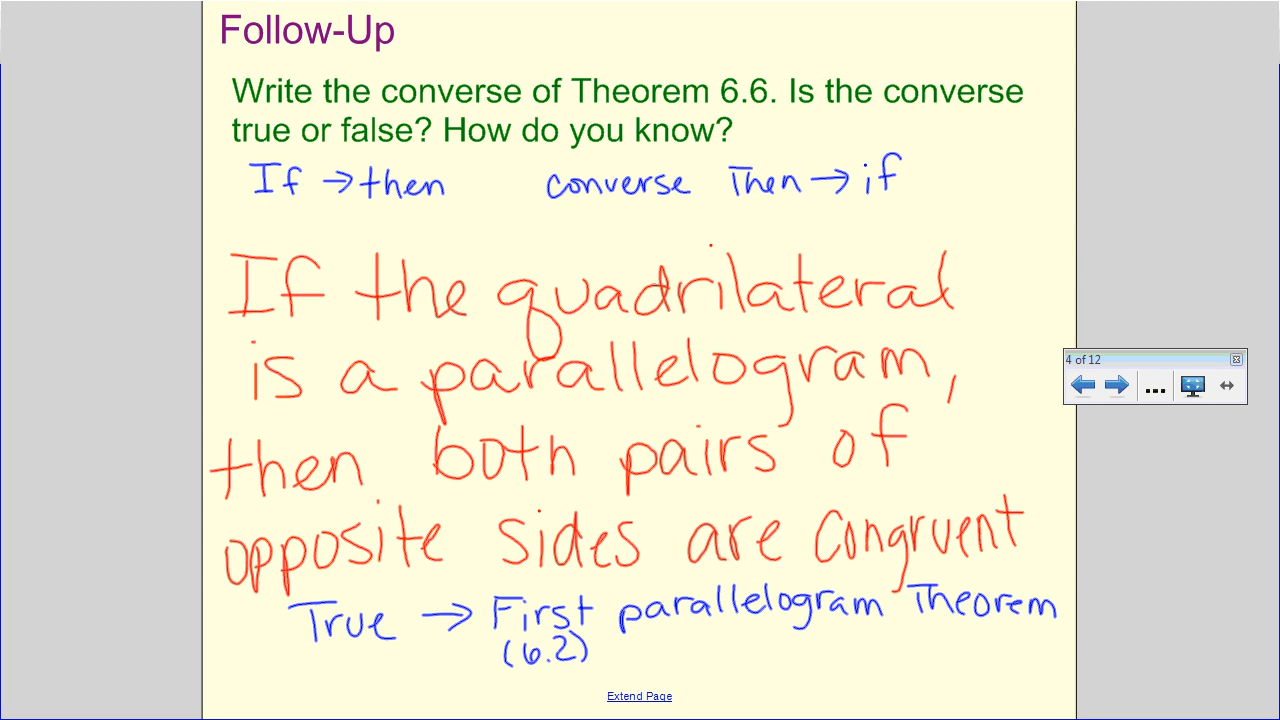 Follow-Up
Write the converse of Theorem 6.6. Is the converse
true or false? How do you know?
If → then converse Then → if
If the quadrilateral
is a parallelogram,
4 of 12
...
then both pairs of
opposite sides are congruent
True → First parallelogram Theorem
(6.2)
Extend Page